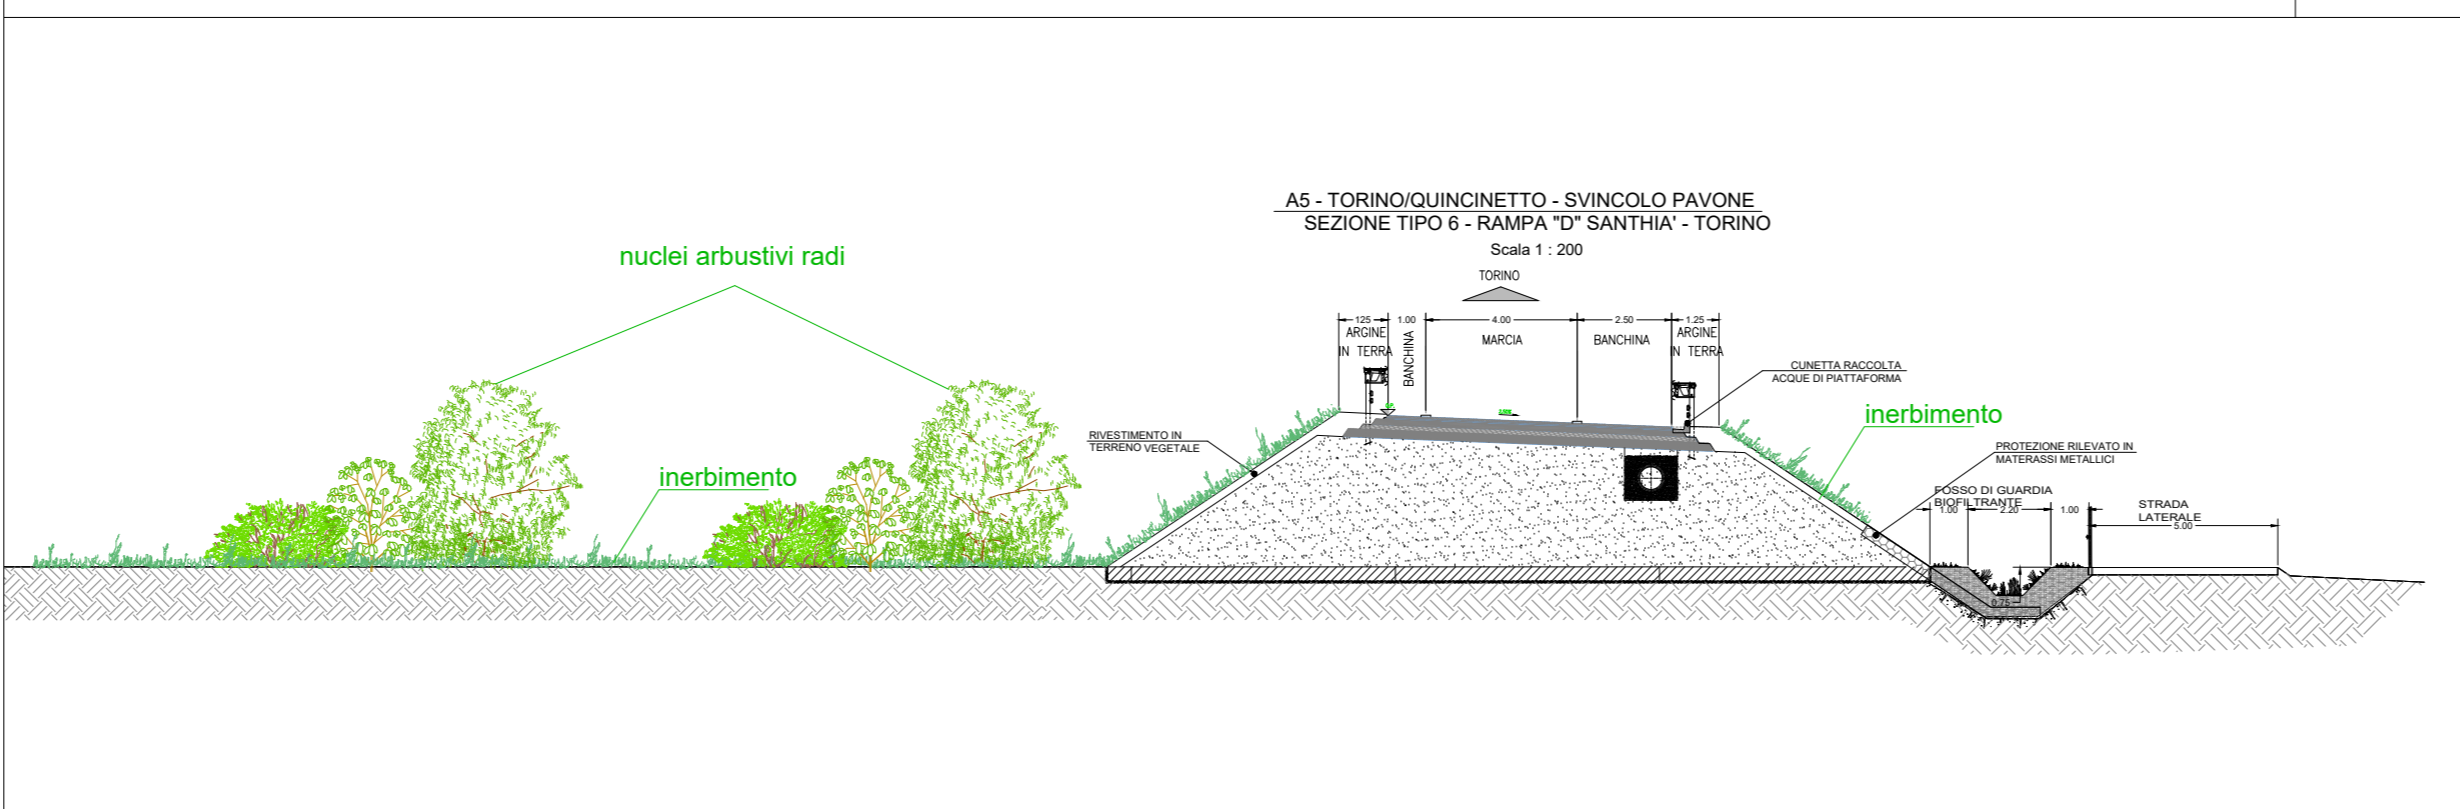 A5 - TORINO/QUINCINETTO - SVINCOLO PAVONE
SEZIONE TIPO 6 - RAMPA "D" SANTHIA' - TORINO
Scala 1 : 200
TORINO
nuclei arbustivi radi
125
1.00
4.00
2.50
1.25
ARGINE
IN TERRA
BANCHINA
MARCIA
BANCHINA
ARGINE
IN TERRA
CUNETTA RACCOLTA
ACQUE DI PIATTAFORMA
inerbimento
RIVESTIMENTO IN
TERRENO VEGETALE
PROTEZIONE RILEVATO IN
MATERASSI METALLICI
inerbimento
FOSSO DI GUARDIA
BIOFILTRANTE
1.00
2.20
1.00
STRADA
LATERALE
5.00
0.75